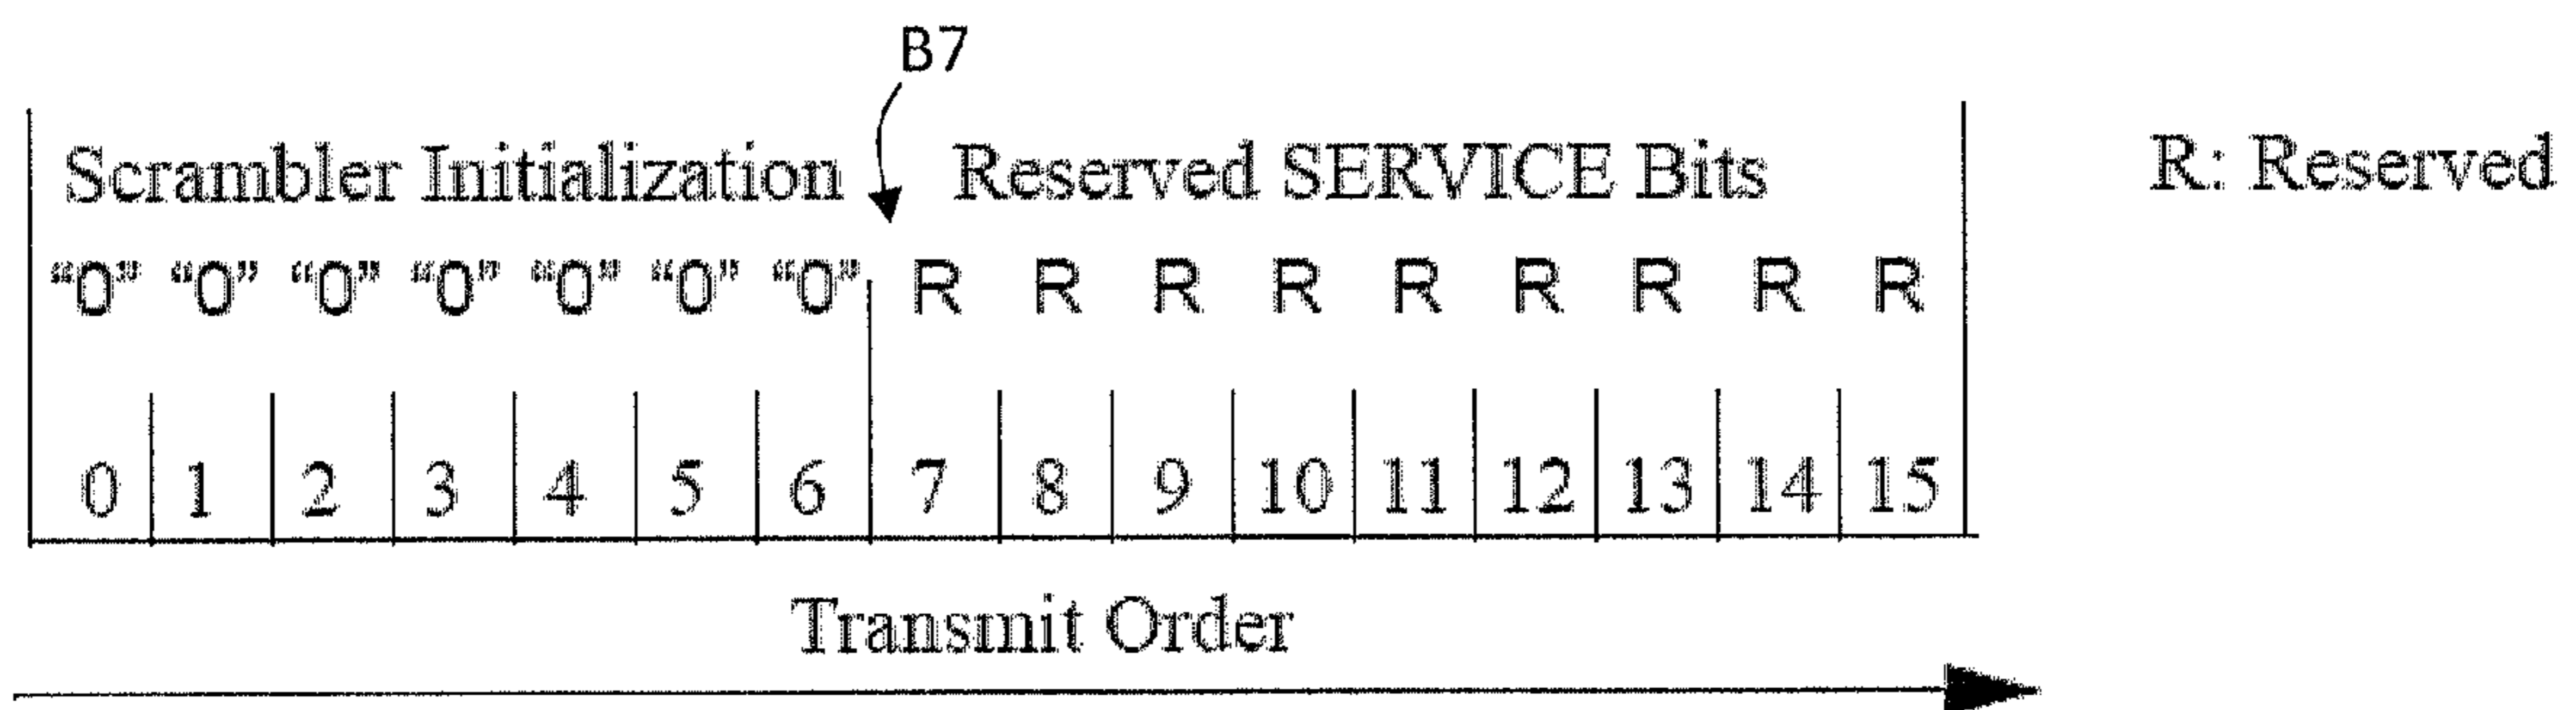 B7
Scrambler Initialization Reserved SERVICE Bits R: Reserved
“0” “0” “0” “0” “0” “0” “0” R R R R R R R R R
0 1 2 3 4 5 6 7 8 9 10 11 12 13 14 15
Transmit Order